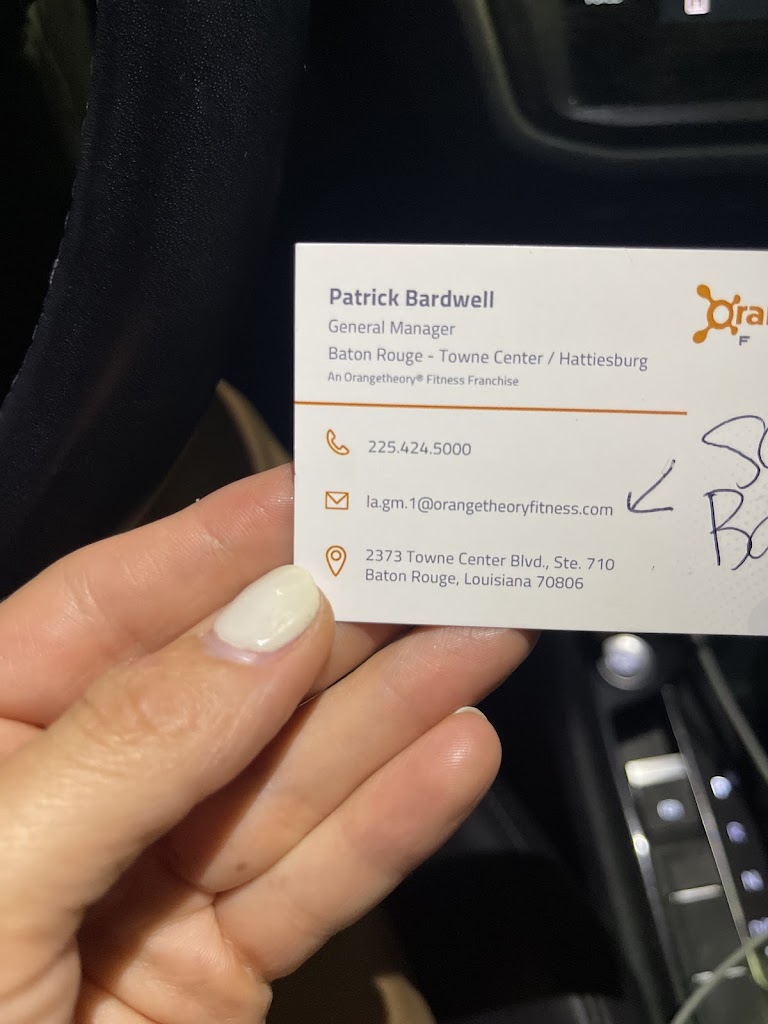 Patrick Bardwell
General Manager
Baton Rouge - Towne Center / Hattiesburg
An Orangetheory® Fitness Franchise
225.424.5000
la.gm.1@orangetheoryfitness.com
2373 Towne Center Blvd., Ste. 710
Baton Rouge, Louisiana 70806